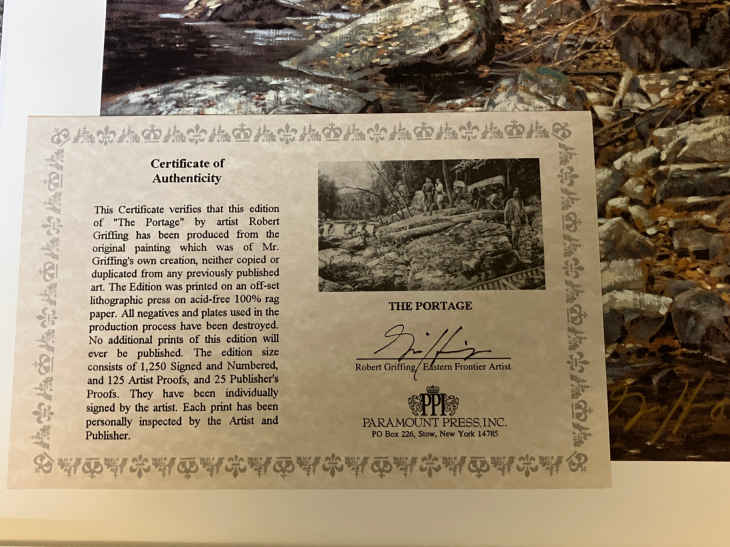 Certificate of
Authenticity
This Certificate verifies that this edition
of "The Portage" by artist Robert
Griffing has been produced from the
original painting which was of Mr.
Griffing's own creation, neither copied or
duplicated from any previously published
art. The Edition was printed on an off-set
lithographic press on acid-free 100% rag
paper. All negatives and plates used in the
production process have been destroyed.
No additional prints of this edition will
ever be published. The edition size
consists of 1,250 Signed and Numbered,
and 125 Artist Proofs, and 25 Publisher's
Proofs. They have been individually
signed by the artist. Each print has been
personally inspected by the Artist and
Publisher.
THE PORTAGE
Griffing
Robert Griffing, Eastern Frontier Artist
PPI
PARAMOUNT PRESS, INC.
PO Box 226, Stow, New York 14785